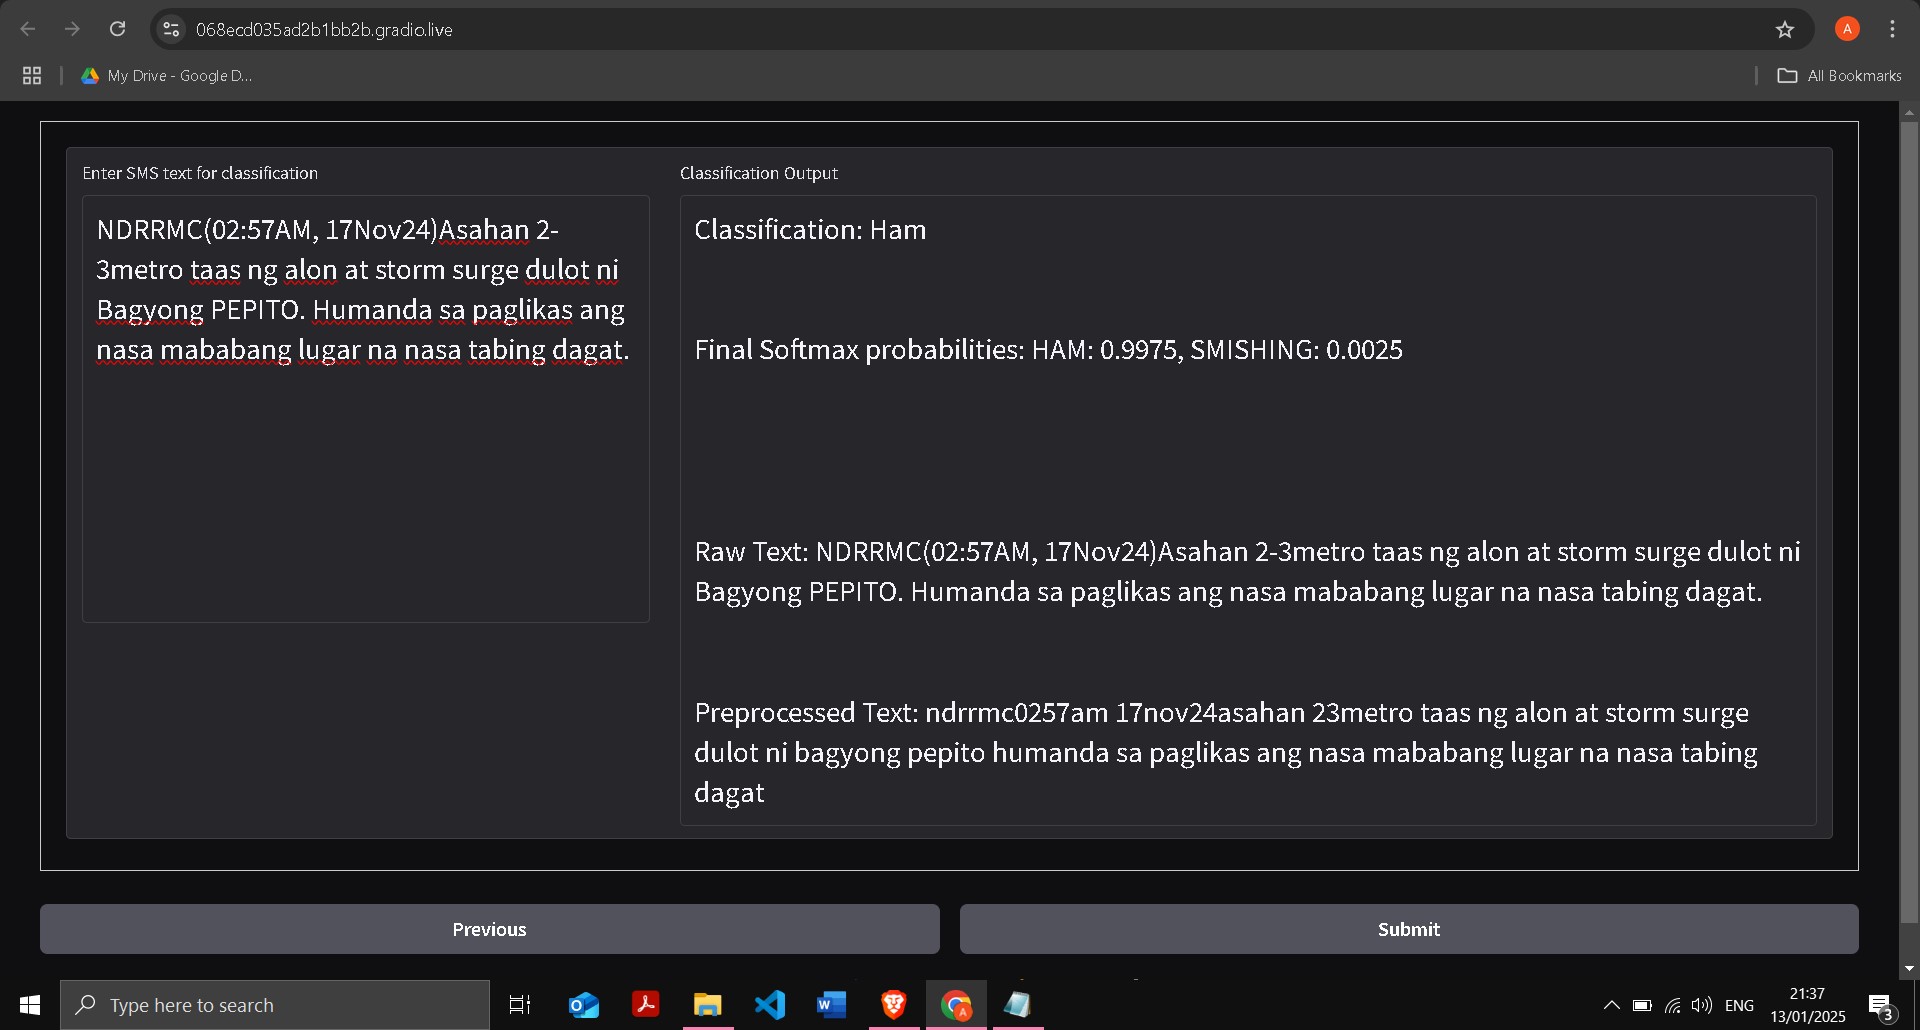 068ecd035ad2b1bb2b.gradio.live
A
My Drive - Google D...
All Bookmarks
Enter SMS text for classification
NDRRMC(02:57AM, 17Nov24)Asahan 2-
3metro taas ng alon at storm surge dulot ni
Bagyong PEPITO. Humanda sa paglikas ang
nasa mababang lugar na nasa tabing dagat.
Classification Output
Classification: Ham
Final Softmax probabilities: HAM: 0.9975, SMISHING: 0.0025
Raw Text: NDRRMC(02:57AM, 17Nov24)Asahan 2-3metro taas ng alon at storm surge dulot ni
Bagyong PEPITO. Humanda sa paglikas ang nasa mababang lugar na nasa tabing dagat.
Preprocessed Text: ndrrmc0257am 17nov24asahan 23metro taas ng alon at storm surge
dulot ni bagyong pepito humanda sa paglikas ang nasa mababang lugar na nasa tabing
dagat
Previous
Submit
Type here to search
ENG
21:37
13/01/2025
3